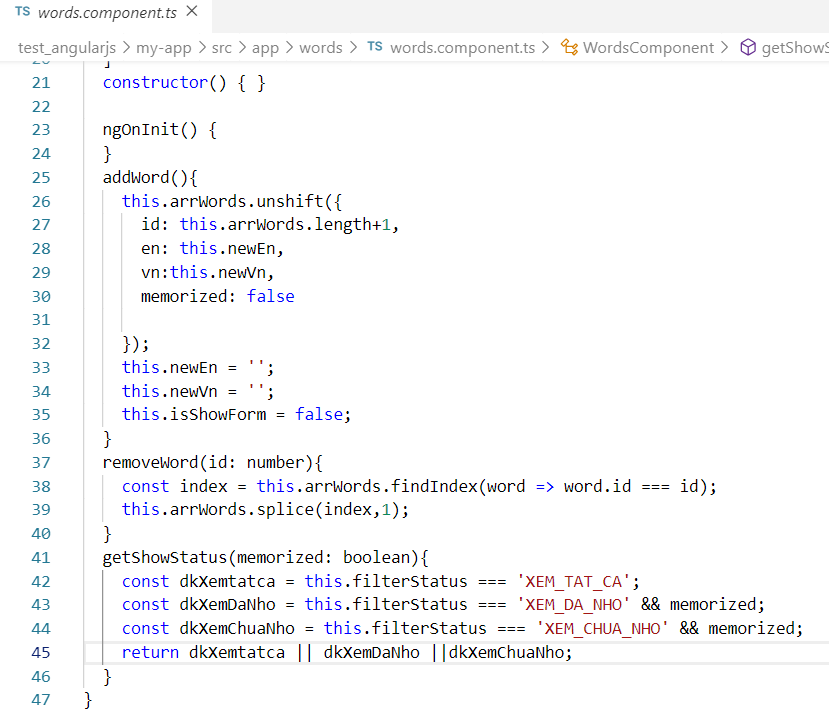 TS words.component.ts ×
test_angularjs > my-app > src > app > words > TS words.component.ts > WordsComponent > getShowS
20 ]
21 constructor() { }
22
23 ngOnInit() {
24 }
25 addWord(){
26 this.arrWords.unshift({
27 id: this.arrWords.length+1,
28 en: this.newEn,
29 vn:this.newVn,
30 memorized: false
31
32 });
33 this.newEn = '';
34 this.newVn = '';
35 this.isShowForm = false;
36 }
37 removeWord(id: number){
38 const index = this.arrWords.findIndex(word => word.id === id);
39 this.arrWords.splice(index,1);
40 }
41 getShowStatus(memorized: boolean){
42 const dkXemtatca = this.filterStatus === 'XEM_TAT_CA';
43 const dkXemDaNho = this.filterStatus === 'XEM_DA_NHO' && memorized;
44 const dkXemChuaNho = this.filterStatus === 'XEM_CHUA_NHO' && memorized;
45 return dkXemtatca || dkXemDaNho ||dkXemChuaNho;
46 }
47 }